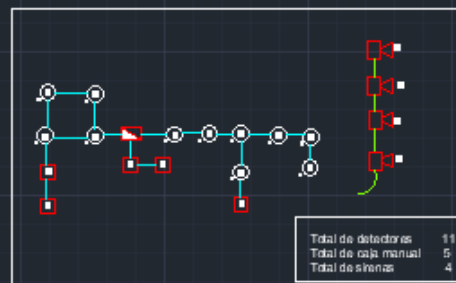 Total de detectores 11
Total de caja manual 5
Total de sirenas 4